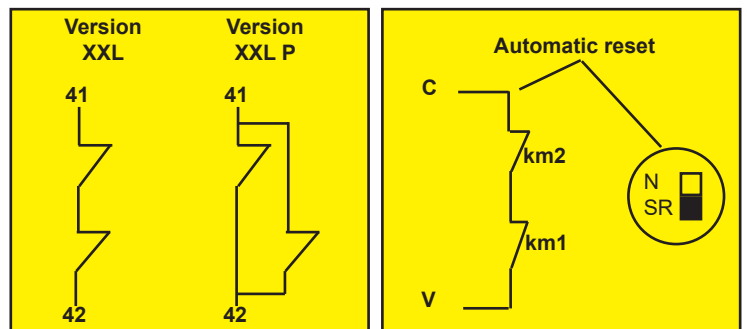 Version
XXL
Version
XXL P
41
41
42
42
Automatic reset
C
km2
N
SR
km1
V